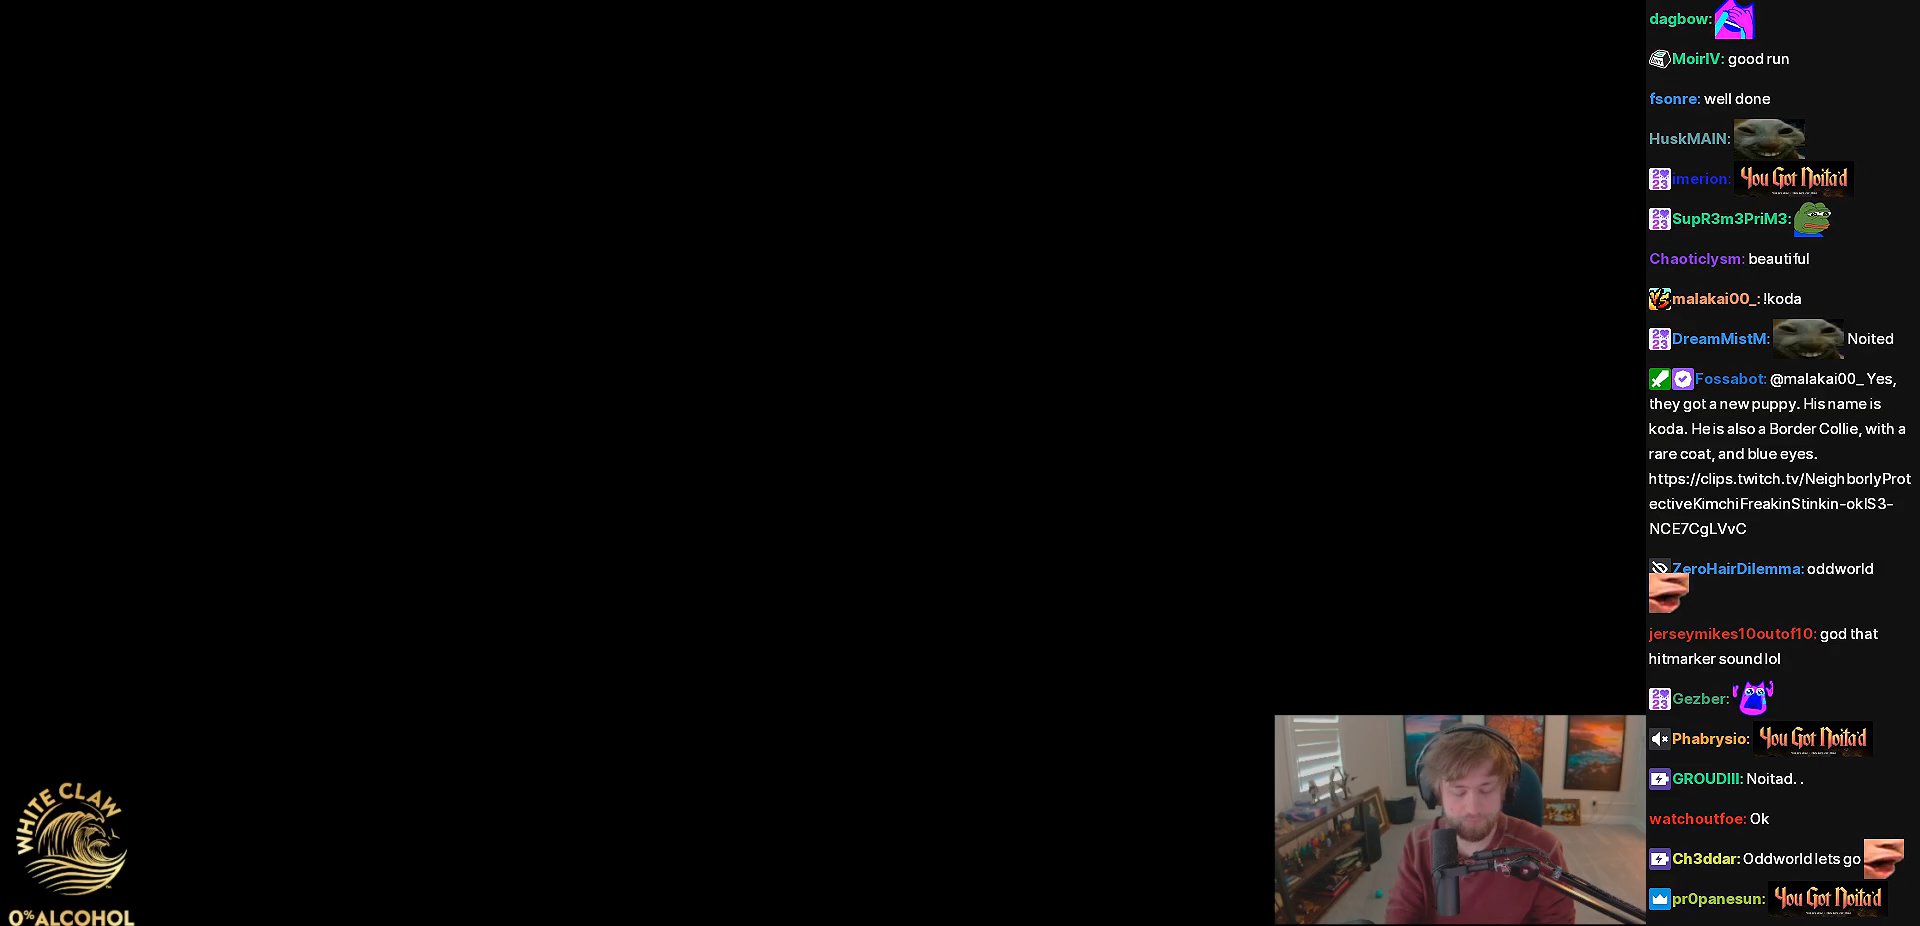 dagbow:
MoirIV: good run
fsonre: well done
HuskMAIN:
imerion: You Got Noita'd
SupR3m3PriM3:
Chaoticlysm: beautiful
malakai00_: !koda
DreamMistM: Noited
Fossabot: @malakai00_ Yes,
they got a new puppy. His name is
koda. He is also a Border Collie, with a
rare coat, and blue eyes.
https://clips.twitch.tv/NeighborlyProt
ectiveKimchiFreakinStinkin-oklS3-
NCE7CgLVvC
ZeroHairDilemma: oddworld
jerseymikes10outof10: god that
hitmarker sound lol
Gezber:
Phabrysio: You Got Noita'd
GROUDIII: Noitad. .
watchoutfoe: Ok
Ch3ddar: Oddworld lets go
pr0panesun: You Got Noita'd
WHITE CLAW
0% ALCOHOL